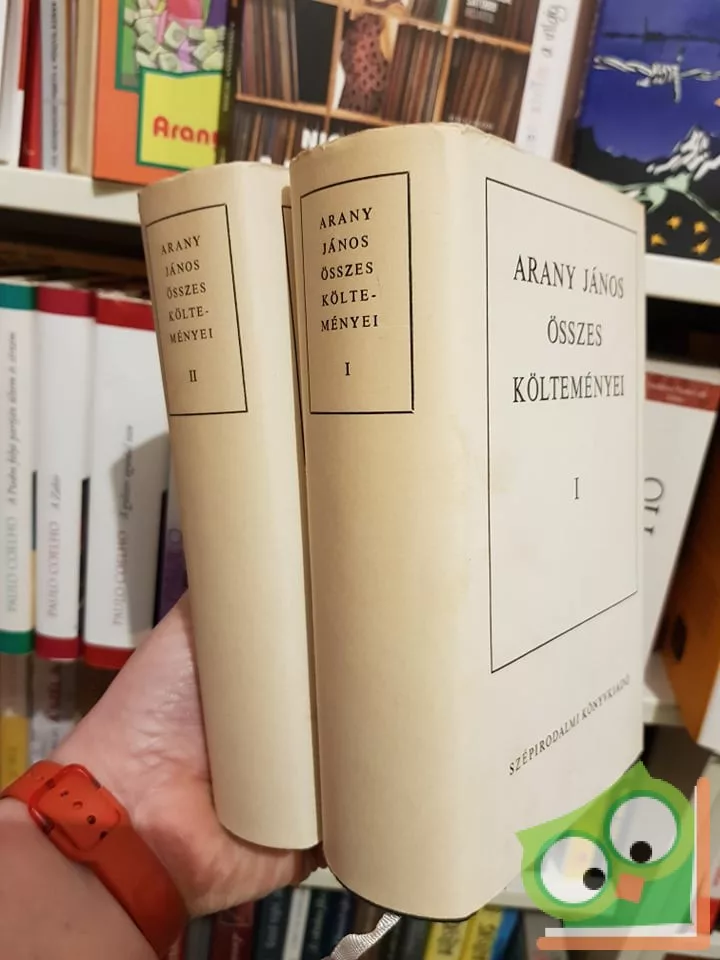 Arany
ARANY
JÁNOS
ÖSSZES
KÖLTE-
MÉNYEI
II
ARANY
JÁNOS
ÖSSZES
KÖLTE-
MÉNYEI
I
ARANY JÁNOS
ÖSSZES
KÖLTEMÉNYEI
I
SZÉPIRODALMI KÖNYVKIADÓ
PAULO COELHO
PAULO COELHO A Zahir
PAULO COELHO